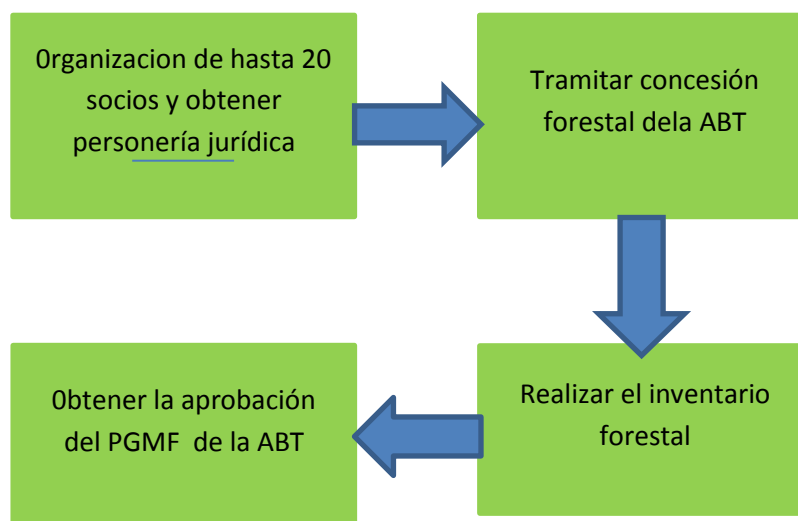 0rganizacion de hasta 20
socios y obtener
personería jurídica
Tramitar concesión
forestal dela ABT
Realizar el inventario
forestal
0btener la aprobación
del PGMF de la ABT